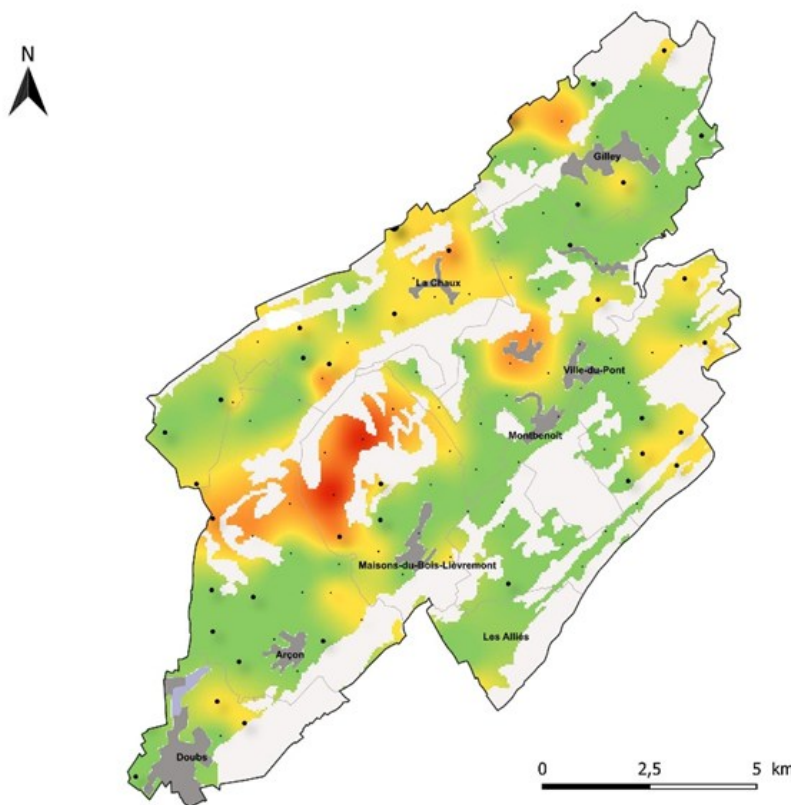 N
Gilley
La Chaux
Ville-du-Pont
Montbenoit
Maisons-du-Bois-Lièvremont
Les Alliés
Arçon
Doubs
0 2,5 5 km